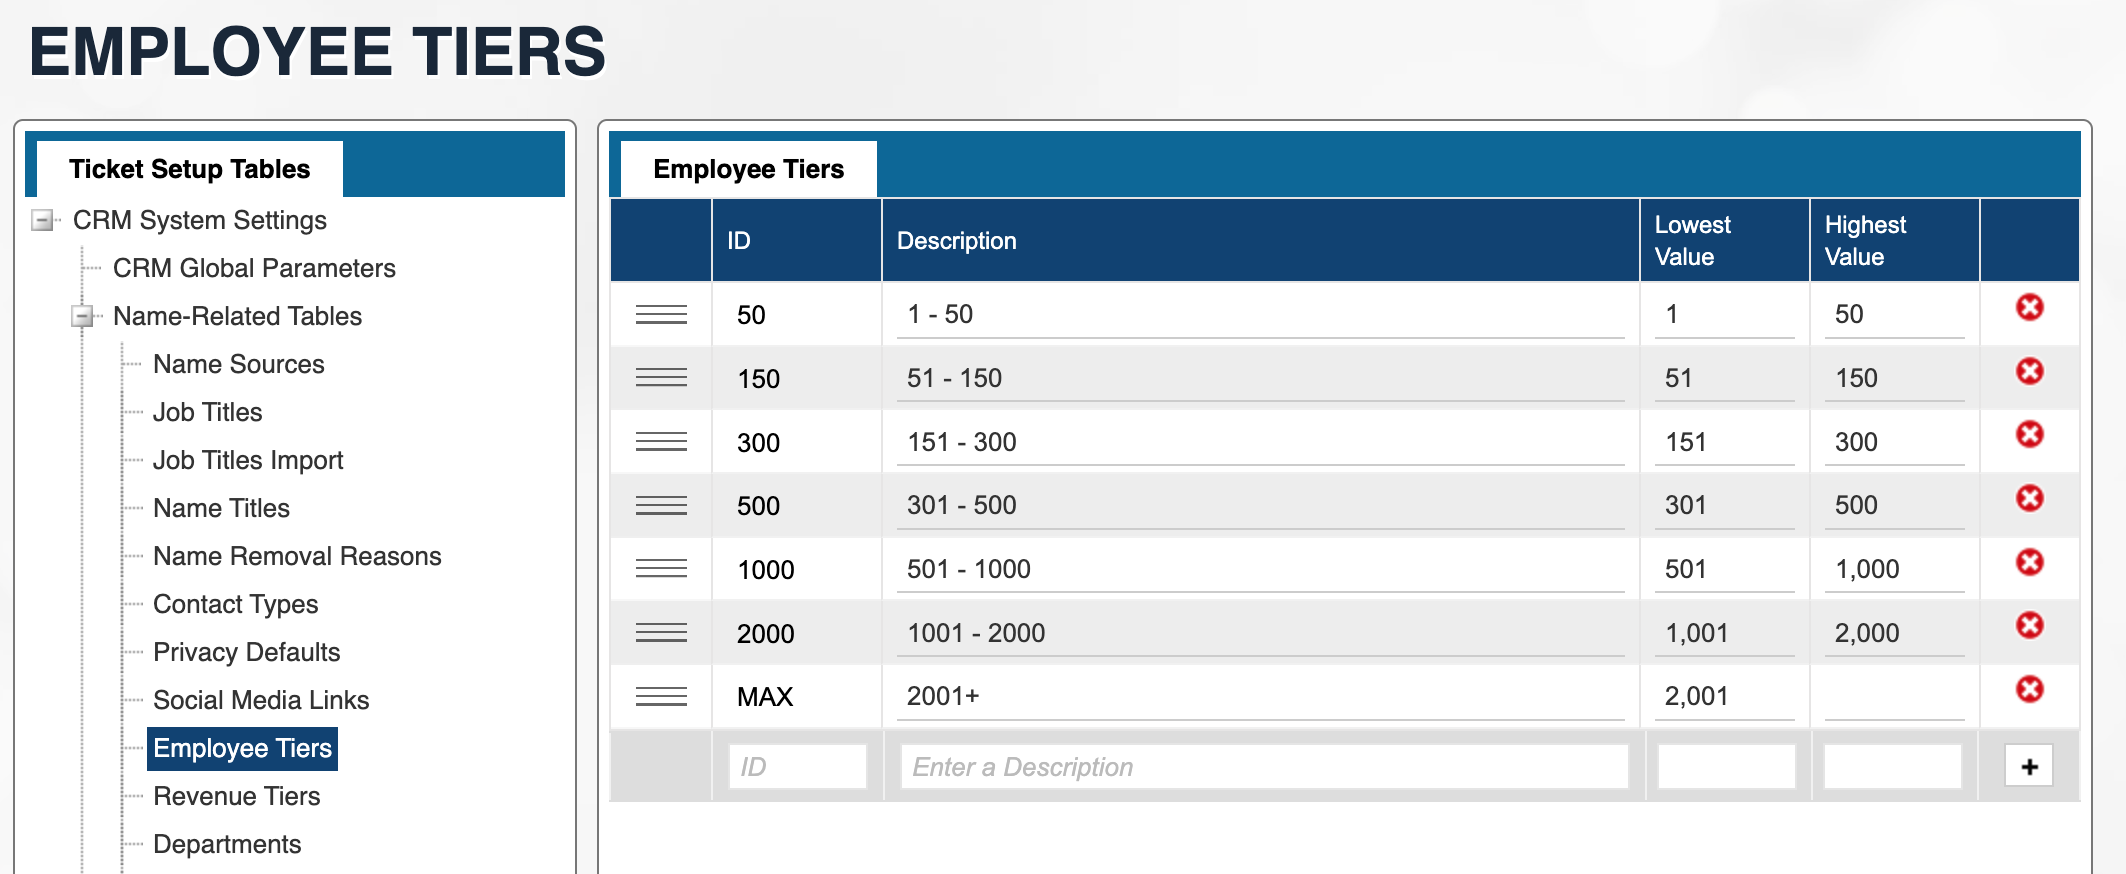 EMPLOYEE TIERS
Ticket Setup Tables
CRM System Settings
CRM Global Parameters
Name-Related Tables
Name Sources
Job Titles
Job Titles Import
Name Titles
Name Removal Reasons
Contact Types
Privacy Defaults
Social Media Links
Employee Tiers
Revenue Tiers
Departments
Employee Tiers
ID Description Lowest Value Highest Value
50 1 - 50 1 50
150 51 - 150 51 150
300 151 - 300 151 300
500 301 - 500 301 500
1000 501 - 1000 501 1,000
2000 1001 - 2000 1,001 2,000
MAX 2001+ 2,001
ID Enter a Description +